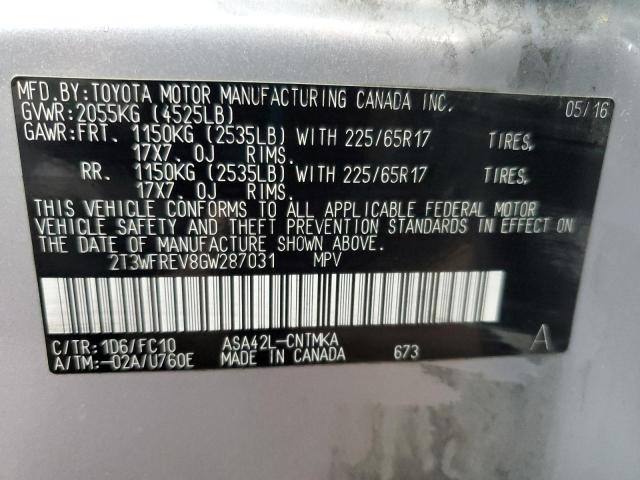 MFD.BY:TOYOTA MOTOR MANUFACTURING CANADA INC. 05/16
GVWR:2055KG (4525LB)
GAWR:FRT. 1150KG (2535LB) WITH 225/65R17 TIRES,
17X7.0J RIMS.
RR. 1150KG (2535LB) WITH 225/65R17 TIRES,
17X7.0J RIMS.
THIS VEHICLE CONFORMS TO ALL APPLICABLE FEDERAL MOTOR
VEHICLE SAFETY AND THEFT PREVENTION STANDARDS IN EFFECT ON
THE DATE OF MANUFACTURE SHOWN ABOVE.
2T3WFREV8GW287031 MPV
C/TR:1D6/FC10 ASA42L-CNTMKA A
A/TM:-02A/U760E MADE IN CANADA 673